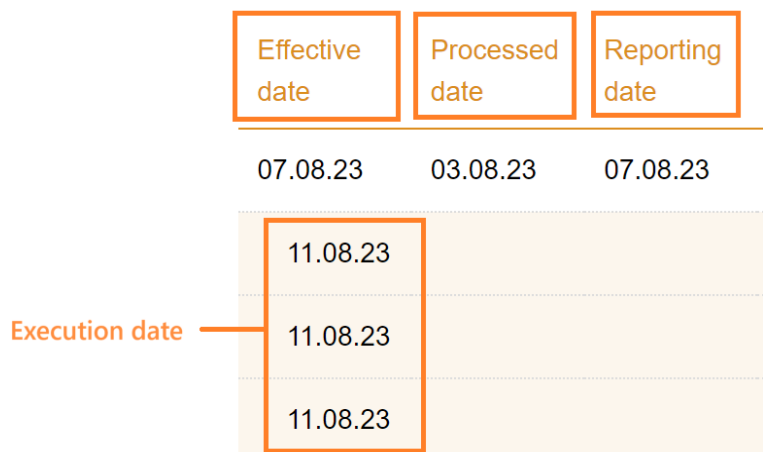 Effective date
Processed date
Reporting date
07.08.23 03.08.23 07.08.23
11.08.23
Execution date 11.08.23
11.08.23